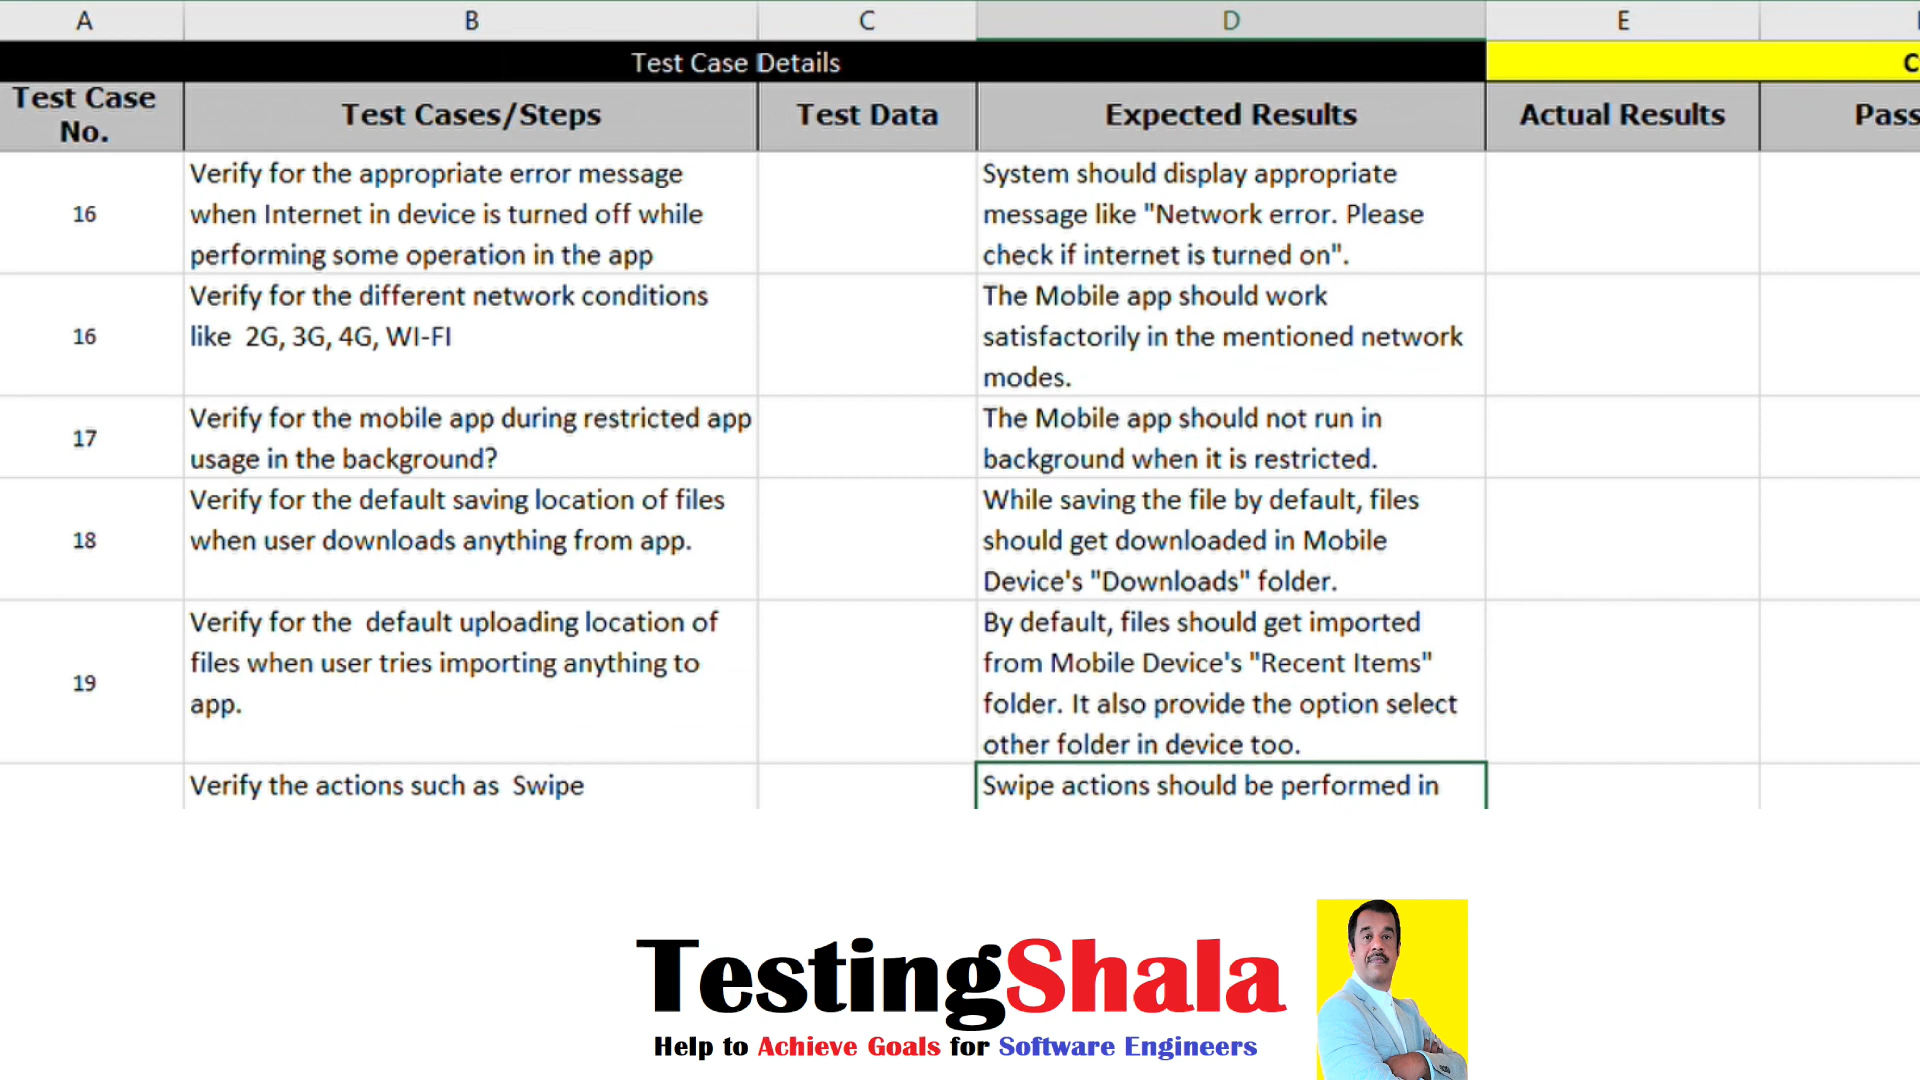 A B C D E
Test Case Details
Test Case No. Test Cases/Steps Test Data Expected Results Actual Results Pass
16
Verify for the appropriate error message
when Internet in device is turned off while
performing some operation in the app
System should display appropriate
message like "Network error. Please
check if internet is turned on".
16
Verify for the different network conditions
like  2G, 3G, 4G, WI-FI
The Mobile app should work
satisfactorily in the mentioned network
modes.
17
Verify for the mobile app during restricted app
usage in the background?
The Mobile app should not run in
background when it is restricted.
18
Verify for the default saving location of files
when user downloads anything from app.
While saving the file by default, files
should get downloaded in Mobile
Device's "Downloads" folder.
19
Verify for the  default uploading location of
files when user tries importing anything to
app.
By default, files should get imported
from Mobile Device's "Recent Items"
folder. It also provide the option select
other folder in device too.
Verify the actions such as  Swipe
Swipe actions should be performed in
TestingShala
Help to Achieve Goals for Software Engineers